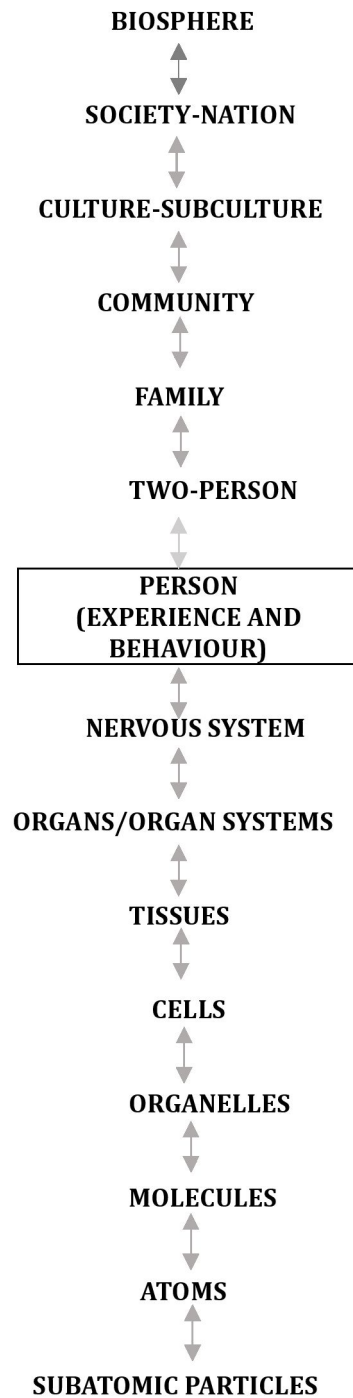 BIOSPHERE
SOCIETY-NATION
CULTURE-SUBCULTURE
COMMUNITY
FAMILY
TWO-PERSON
PERSON
(EXPERIENCE AND
BEHAVIOUR)
NERVOUS SYSTEM
ORGANS/ORGAN SYSTEMS
TISSUES
CELLS
ORGANELLES
MOLECULES
ATOMS
SUBATOMIC PARTICLES